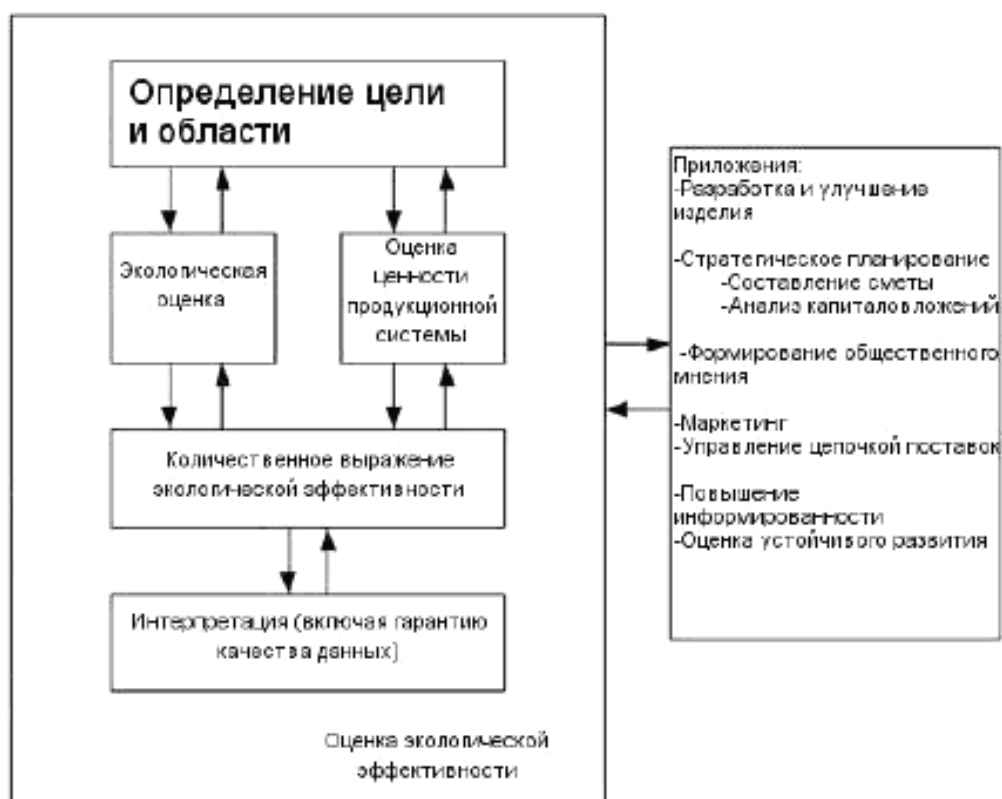 Определение цели
и области
Экологическая
оценка
Оценка
ценности
продукционной
системы
Количественное выражение
экологической эффективности
Интерпретация (включая гарантию
качества данных)
Оценка экологической
эффективности
Приложения:
-Разработка и улучшение
изделия
-Стратегическое планирование
-Составление сметы
-Анализ капиталовложений
-Формирование общественного
мнения
-Маркетинг
-Управление цепочкой поставок
-Повышение
информированности
-Оценка устойчивого развития